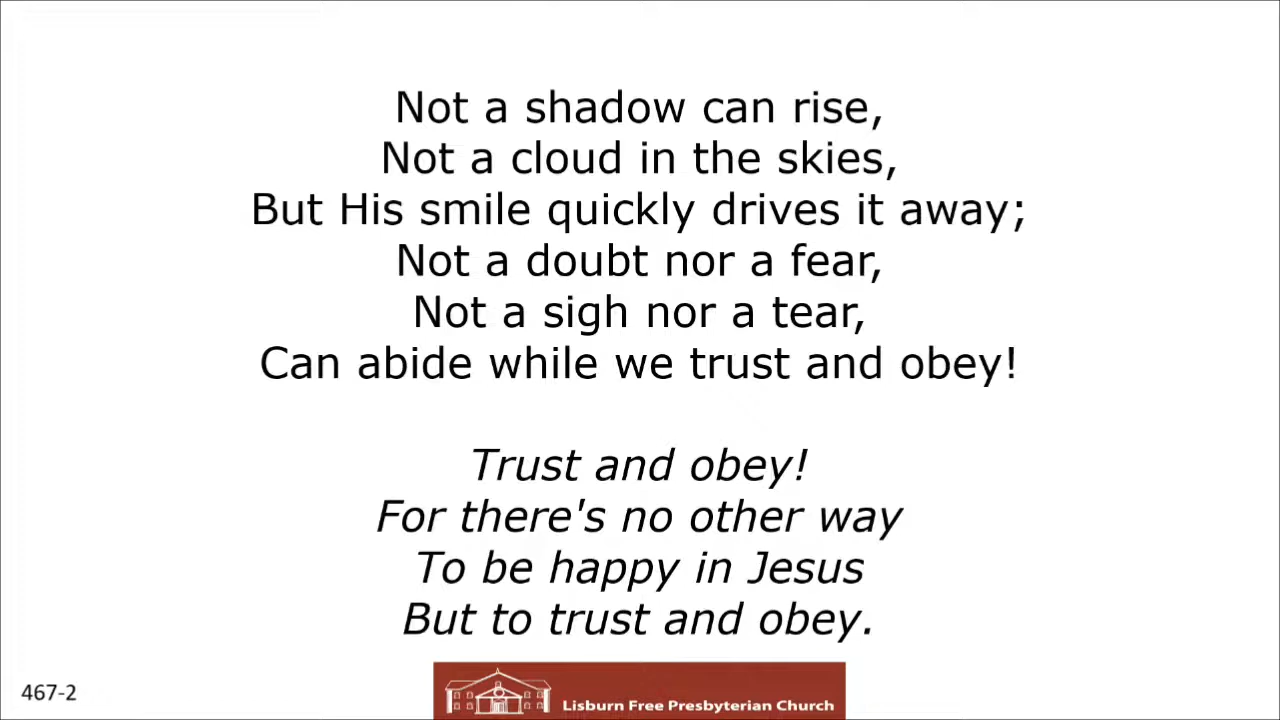 Not a shadow can rise,
Not a cloud in the skies,
But His smile quickly drives it away;
Not a doubt nor a fear,
Not a sigh nor a tear,
Can abide while we trust and obey!
Trust and obey!
For there's no other way
To be happy in Jesus
But to trust and obey.
467-2
Lisburn Free Presbyterian Church